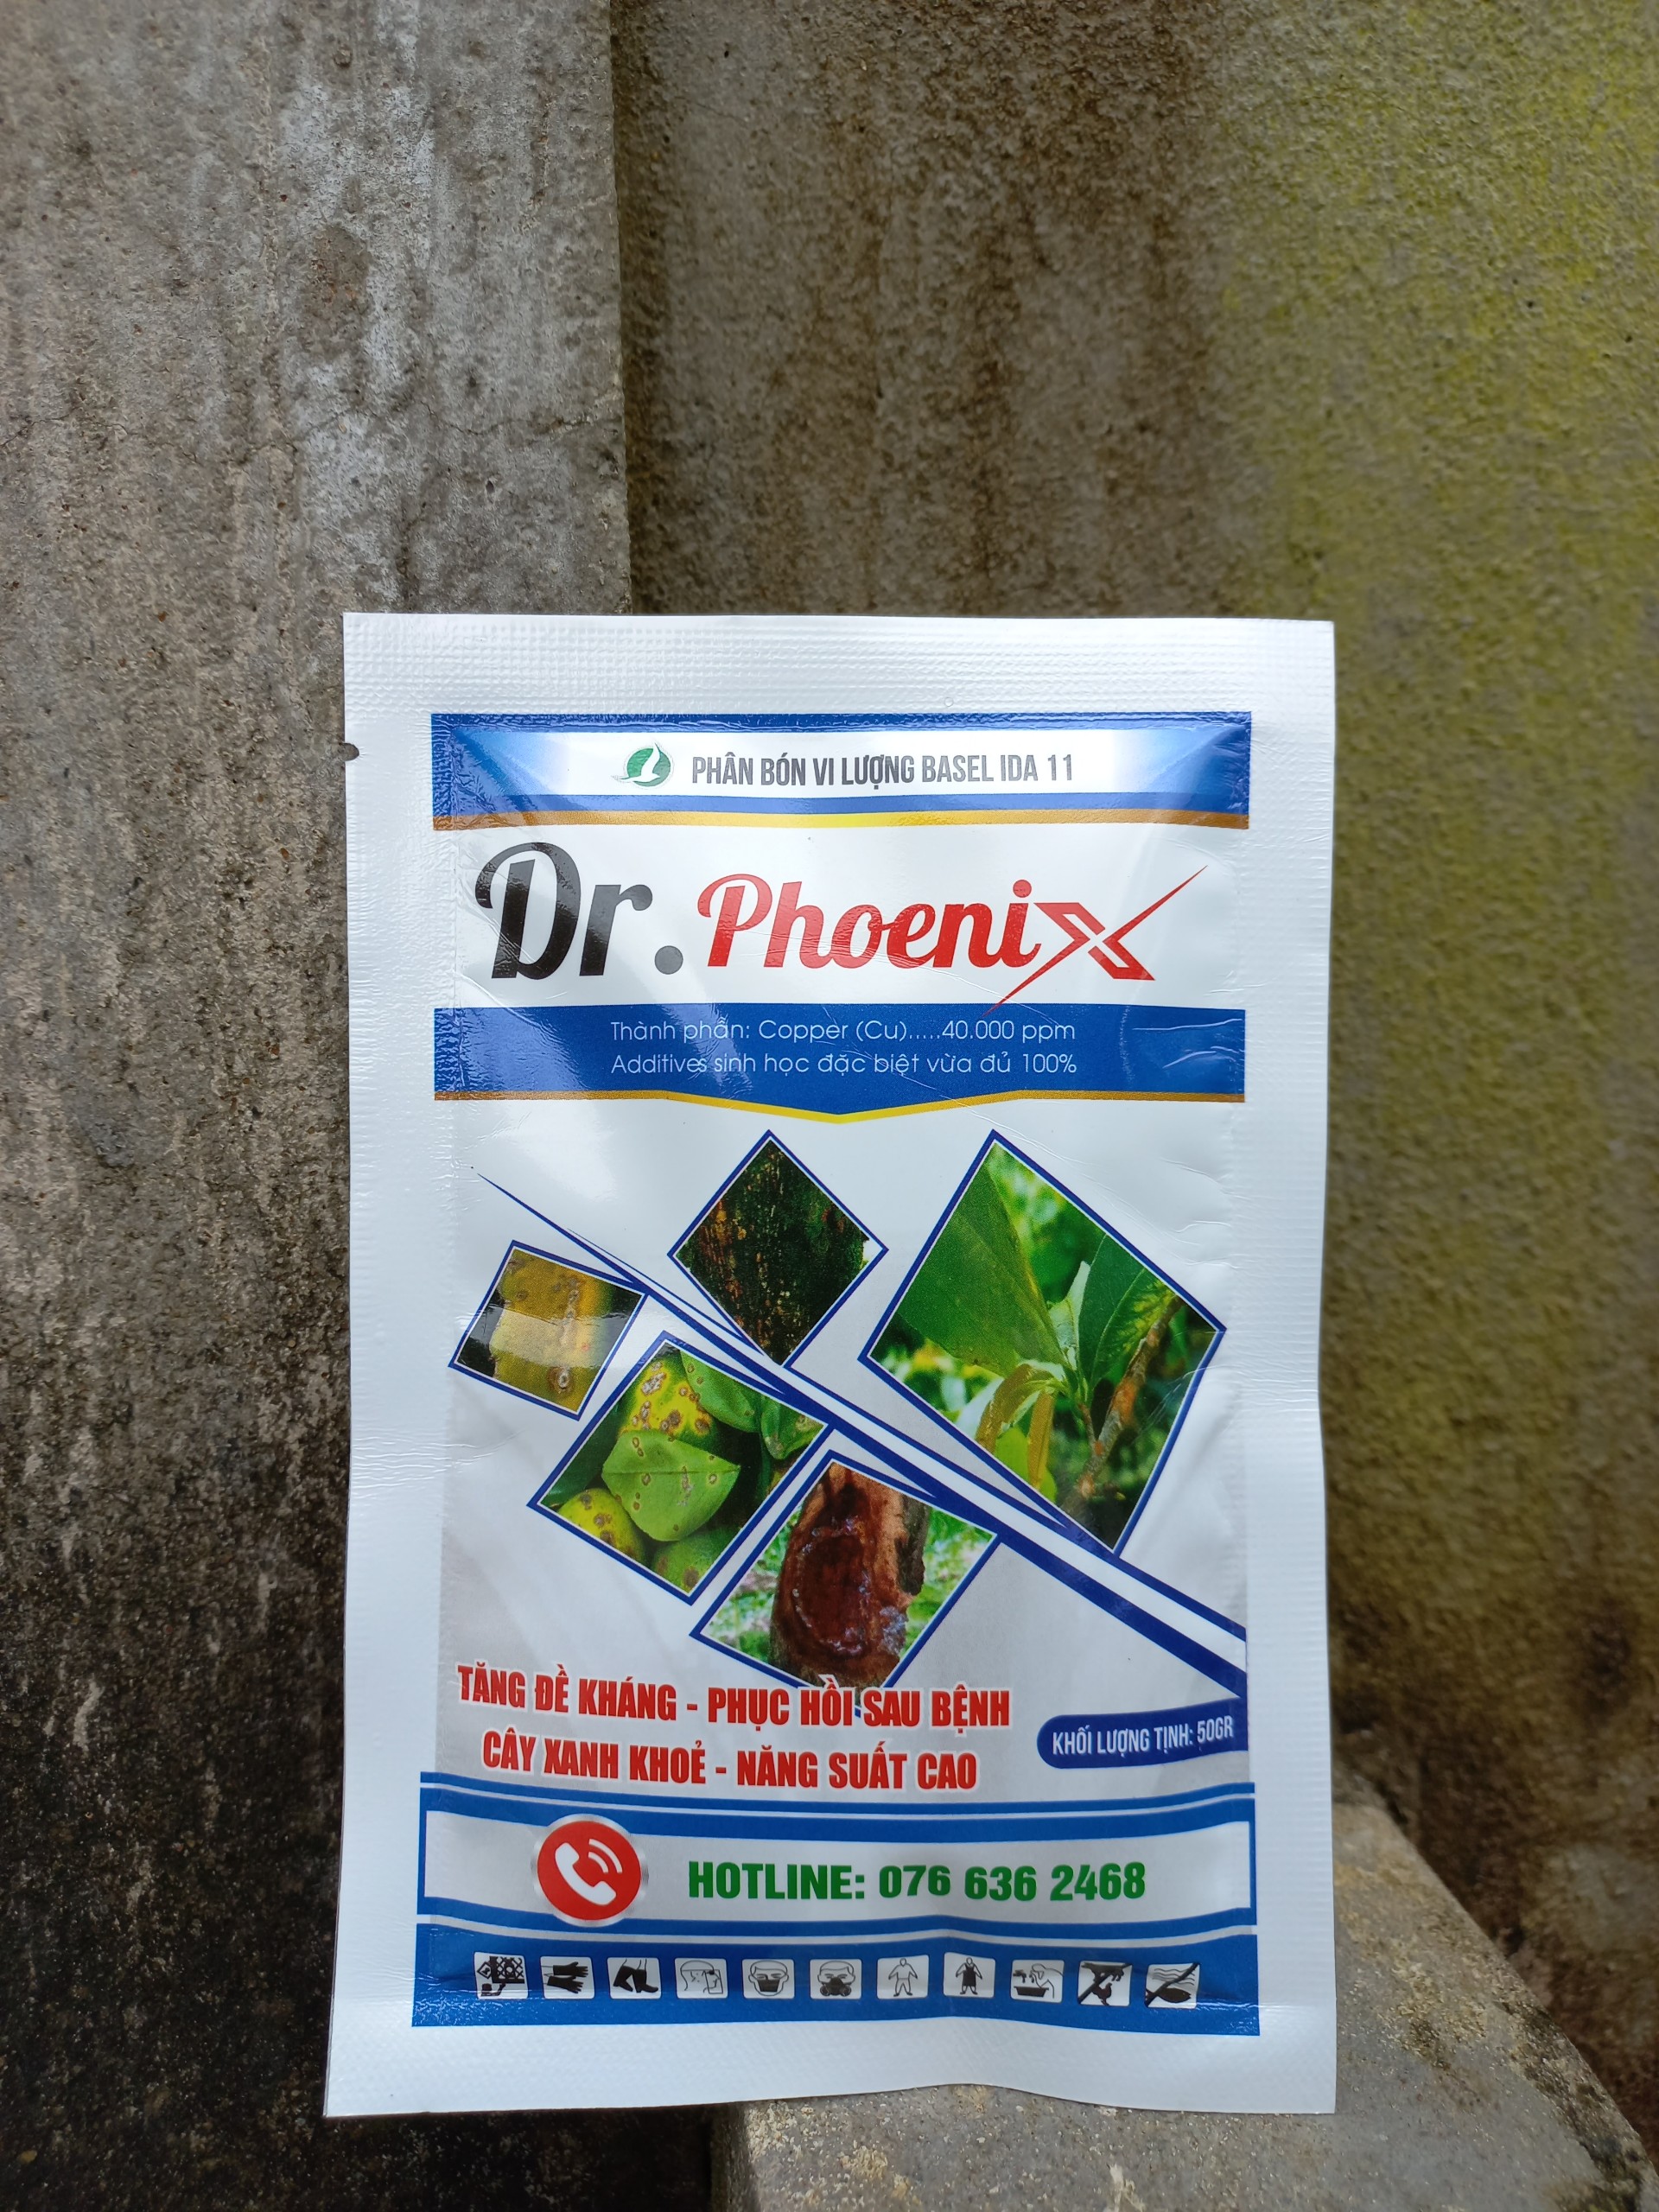 PHÂN BÓN VI LƯỢNG BASEL IDA 11
Dr. Phoenix
Thành phần: Copper (Cu).....40.000 ppm
Additives sinh học đặc biệt vừa đủ 100%
TĂNG ĐỀ KHÁNG - PHỤC HỒI SAU BỆNH
CÂY XANH KHOẺ - NĂNG SUẤT CAO
KHỐI LƯỢNG TỊNH: 50GR
HOTLINE: 076 636 2468